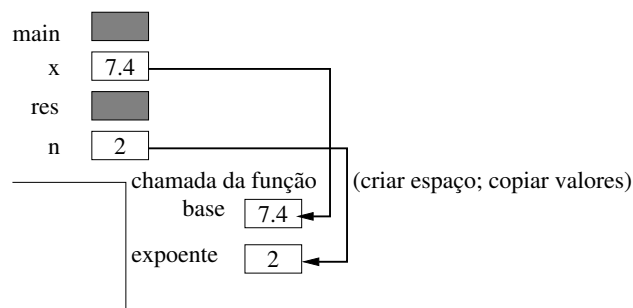 main
x 7.4
res
n 2
chamada da função (criar espaço; copiar valores)
base 7.4
expoente 2